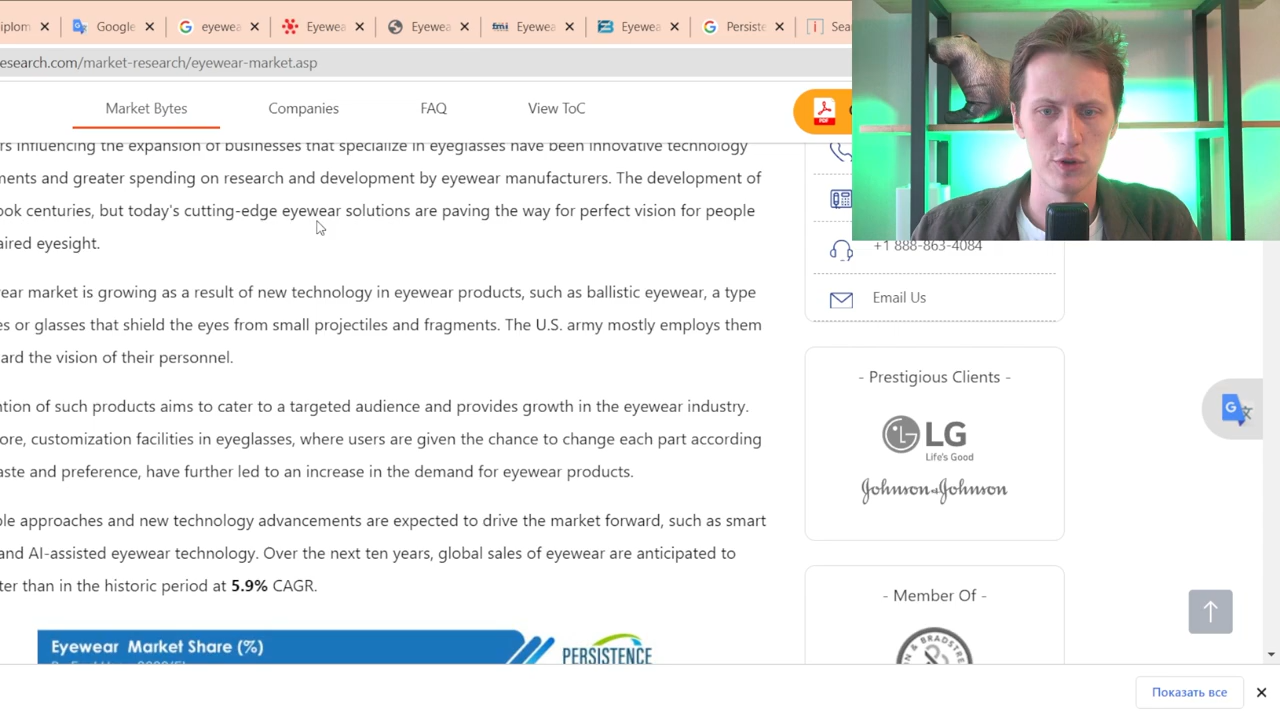 iplom
Google
eyewea
Eyewea
Eyewea
fmi Eyewea
Eyewea
Persiste
Sea
esearch.com/market-research/eyewear-market.asp
Market Bytes
Companies
FAQ
View ToC
PDF
rs influencing the expansion of businesses that specialize in eyeglasses have been innovative technology
ments and greater spending on research and development by eyewear manufacturers. The development of
ook centuries, but today's cutting-edge eyewear solutions are paving the way for perfect vision for people
aired eyesight.
ear market is growing as a result of new technology in eyewear products, such as ballistic eyewear, a type
es or glasses that shield the eyes from small projectiles and fragments. The U.S. army mostly employs them
ard the vision of their personnel.
ntion of such products aims to cater to a targeted audience and provides growth in the eyewear industry.
ore, customization facilities in eyeglasses, where users are given the chance to change each part according
aste and preference, have further led to an increase in the demand for eyewear products.
ble approaches and new technology advancements are expected to drive the market forward, such as smart
and AI-assisted eyewear technology. Over the next ten years, global sales of eyewear are anticipated to
ter than in the historic period at 5.9% CAGR.
Eyewear Market Share (%)
PERSISTENCE
+1 888-863-4084
Email Us
- Prestigious Clients -
LG
Life's Good
Johnson & Johnson
- Member Of -
Показать все